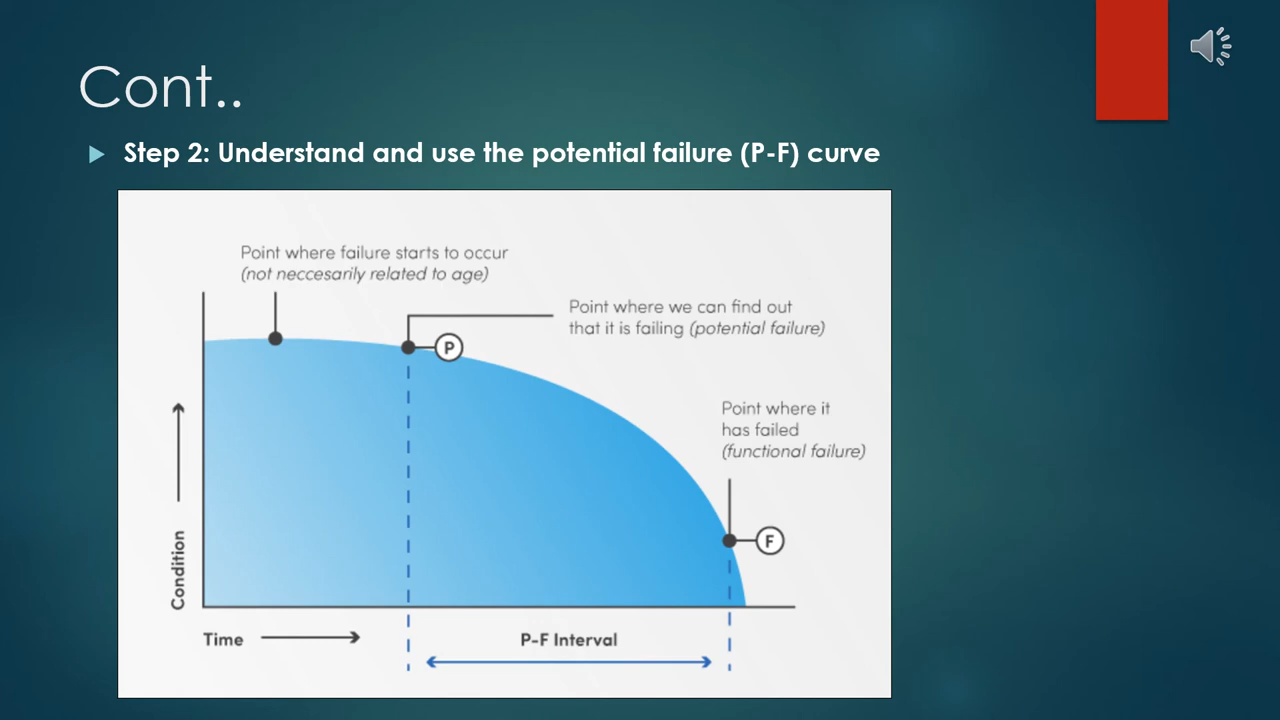 Cont..
Step 2: Understand and use the potential failure (P-F) curve
Point where failure starts to occur
(not neccesarily related to age)
Point where we can find out
that it is failing (potential failure)
P
Point where it
has failed
(functional failure)
F
Condition
Time
P-F Interval